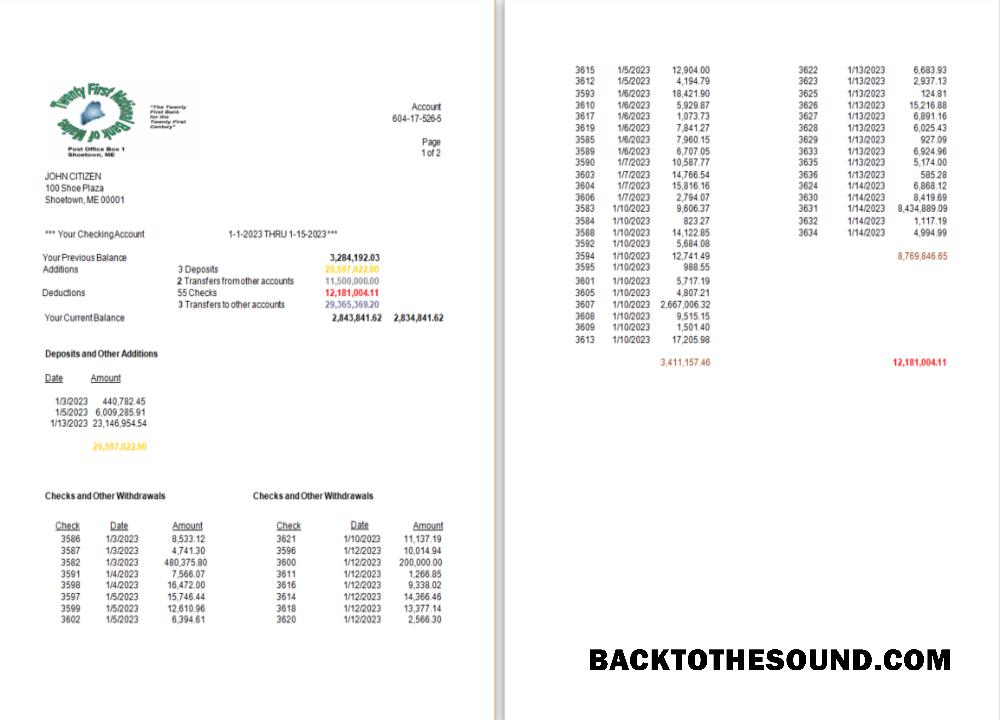 Twenty First National Bank of Maine
"The Twenty
First Bank
for the
Twenty First
Century"
Post Office Box 1
Shoetown, ME
Account
604-17-526-5
Page
1 of 2
JOHN CITIZEN
100 Shoe Plaza
Shoetown, ME 00001
*** Your Checking Account 1-1-2023 THRU 1-15-2023***
Your Previous Balance 3,284,192.03
Additions 3 Deposits 29,597,022.90
2 Transfers from other accounts 11,500,000.00
Deductions 55 Checks 12,181,004.11
3 Transfers to other accounts 29,365,369.20
Your Current Balance 2,843,841.62 2,834,841.62
Deposits and Other Additions
Date Amount
1/3/2023 440,782.45
1/5/2023 6,009,285.91
1/13/2023 23,146,954.54
29,597,022.90
Checks and Other Withdrawals Checks and Other Withdrawals
Check Date Amount Check Date Amount
3586 1/3/2023 8,533.12 3621 1/10/2023 11,137.19
3587 1/3/2023 4,741.30 3596 1/12/2023 10,014.94
3582 1/3/2023 480,375.80 3600 1/12/2023 200,000.00
3591 1/4/2023 7,566.07 3611 1/12/2023 1,266.85
3598 1/4/2023 16,472.00 3616 1/12/2023 9,338.02
3597 1/5/2023 15,746.44 3614 1/12/2023 14,366.46
3599 1/5/2023 12,610.96 3618 1/12/2023 13,377.14
3602 1/5/2023 6,394.61 3620 1/12/2023 2,566.30
3615 1/5/2023 12,904.00 3622 1/13/2023 6,683.93
3612 1/5/2023 4,194.79 3623 1/13/2023 2,937.13
3593 1/6/2023 18,421.90 3625 1/13/2023 124.81
3610 1/6/2023 5,929.87 3626 1/13/2023 15,216.88
3617 1/6/2023 1,073.73 3627 1/13/2023 6,891.16
3619 1/6/2023 7,841.27 3628 1/13/2023 6,025.43
3585 1/6/2023 7,960.15 3629 1/13/2023 927.09
3589 1/6/2023 6,707.05 3633 1/13/2023 6,924.96
3590 1/7/2023 10,587.77 3635 1/13/2023 5,174.00
3603 1/7/2023 14,766.54 3636 1/13/2023 585.28
3604 1/7/2023 15,816.16 3624 1/14/2023 6,868.12
3606 1/7/2023 2,794.07 3630 1/14/2023 8,419.69
3583 1/10/2023 9,606.37 3631 1/14/2023 8,434,889.09
3584 1/10/2023 823.27 3632 1/14/2023 1,117.19
3588 1/10/2023 14,122.85 3634 1/14/2023 4,994.99
3592 1/10/2023 5,684.08
3594 1/10/2023 12,741.49 8,769,846.65
3595 1/10/2023 988.55
3601 1/10/2023 5,717.19
3605 1/10/2023 4,807.21
3607 1/10/2023 2,667,006.32
3608 1/10/2023 9,515.15
3609 1/10/2023 1,501.40
3613 1/10/2023 17,205.98
3,411,157.46 12,181,004.11
BACKTOTHESOUND.COM